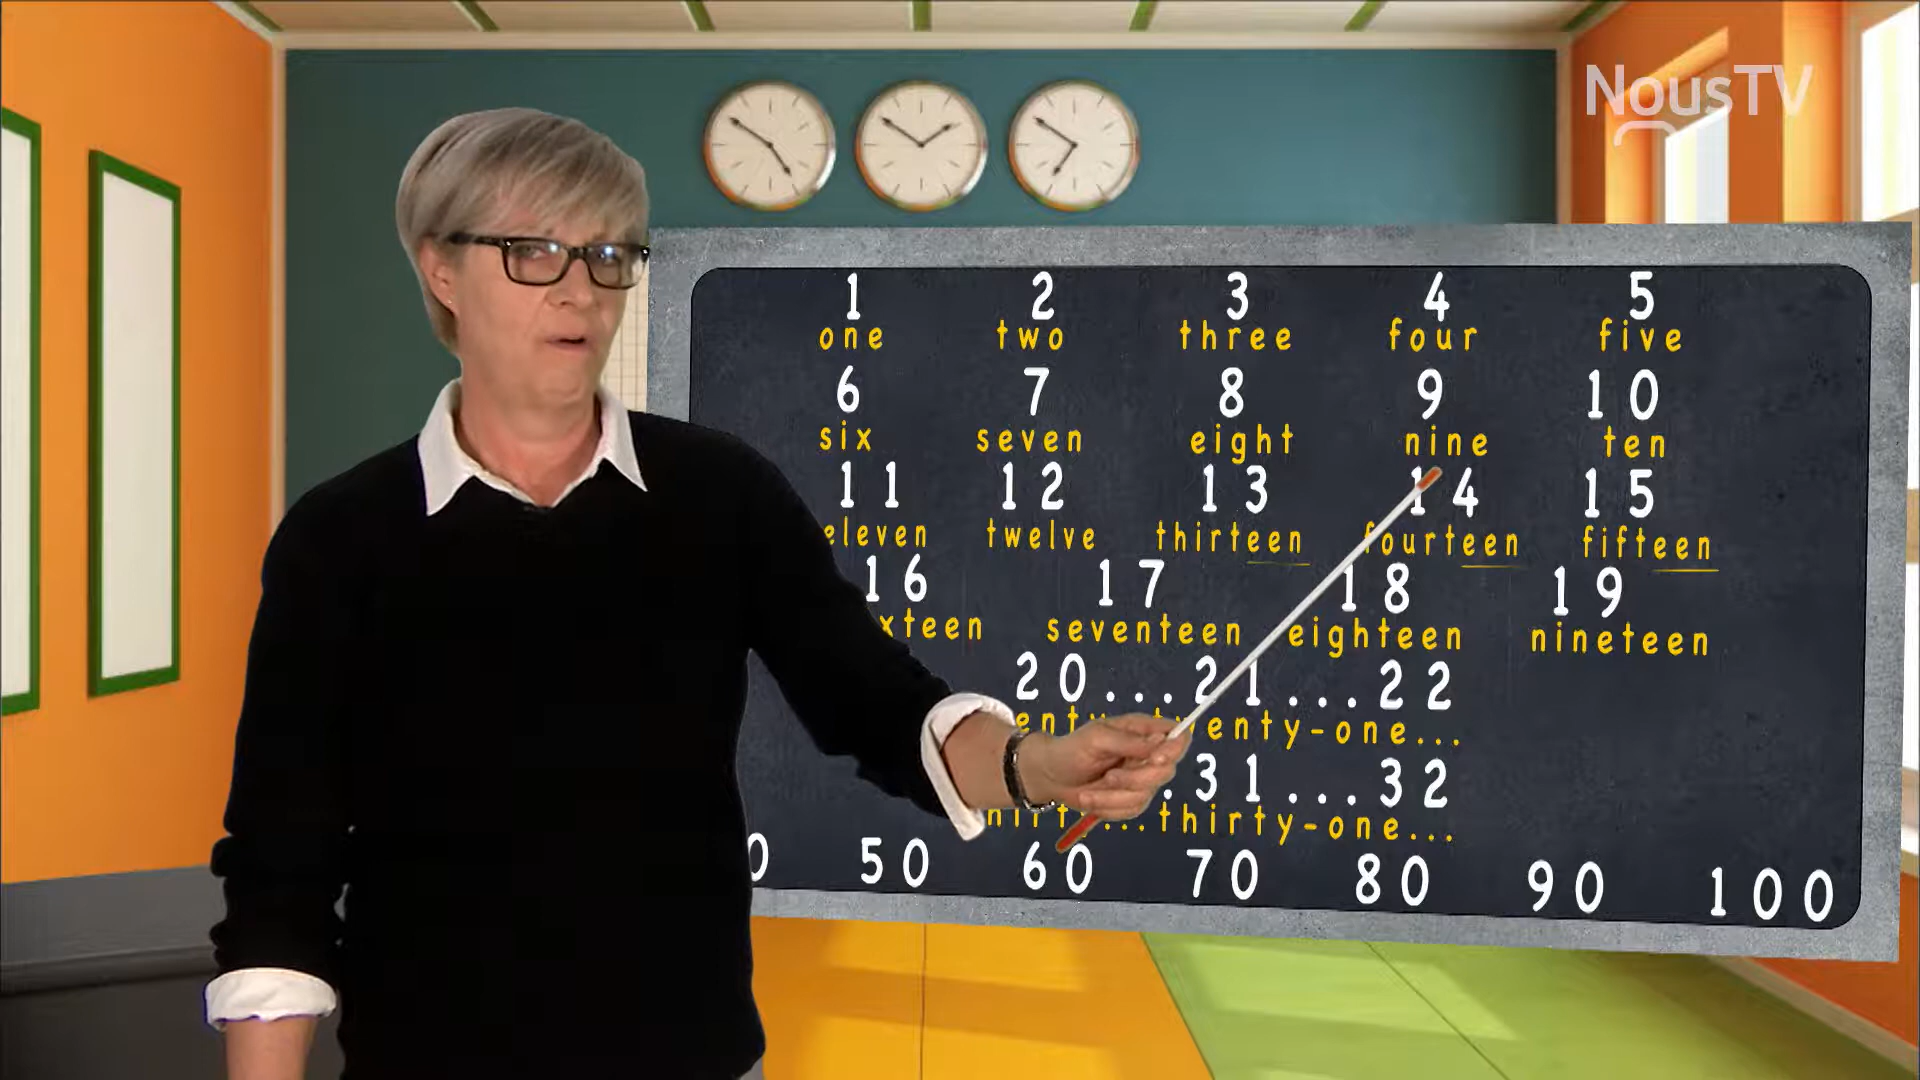 NousTV
1 2 3 4 5
one two three four five
6 7 8 9 10
six seven eight nine ten
11 12 13 14 15
eleven twelve thirteen fourteen fifteen
16 17 18 19
seventeen eighteen nineteen
20...21...22
twenty-one...
31...32
...thirty-one...
50 60 70 80 90 100